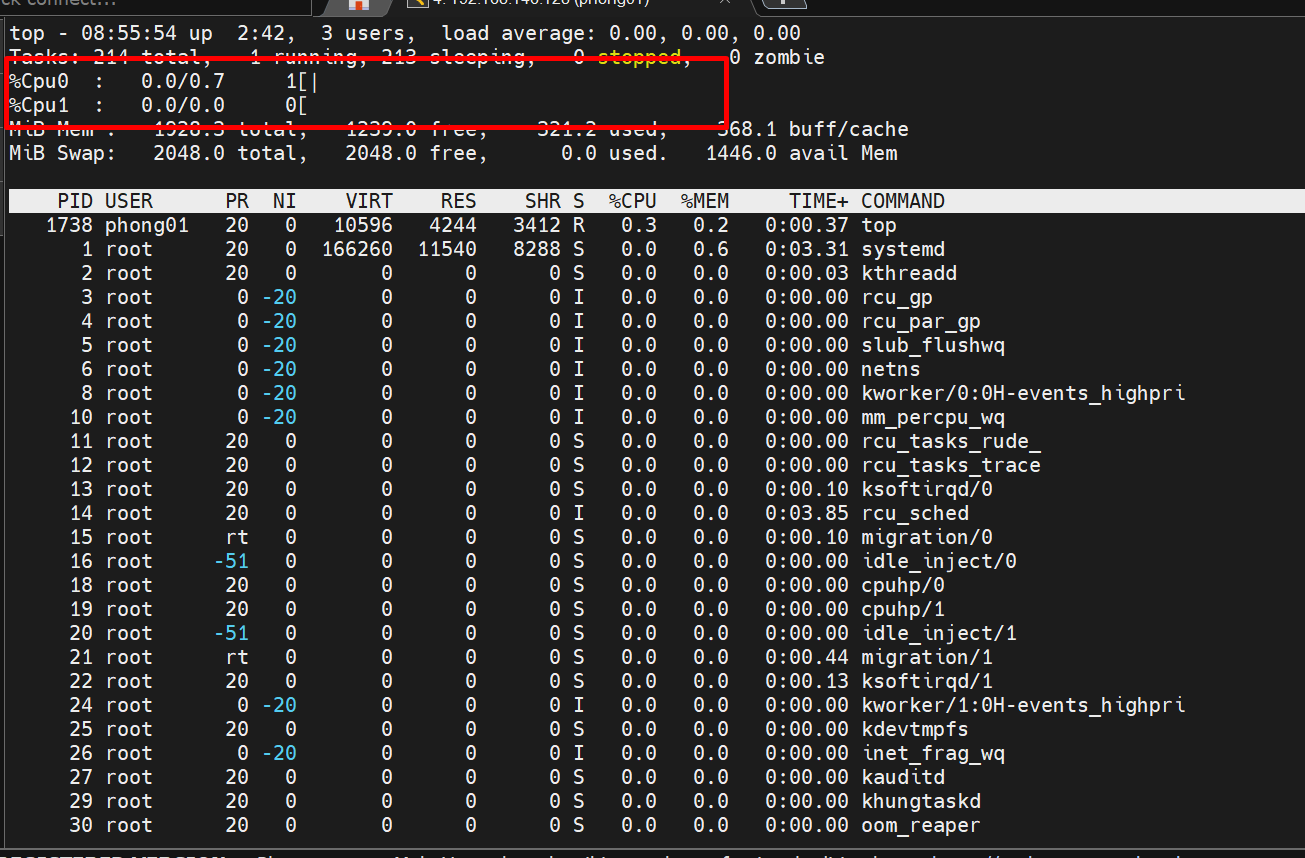 top - 08:55:54 up 2:42, 3 users, load average: 0.00, 0.00, 0.00
Tasks: 214 total, 1 running, 213 sleeping, 0 stopped, 0 zombie
%Cpu0 : 0.0/0.7 1[|
%Cpu1 : 0.0/0.0 0[
MiB Mem : 1928.3 total, 1239.0 free, 321.2 used, 368.1 buff/cache
MiB Swap: 2048.0 total, 2048.0 free, 0.0 used. 1446.0 avail Mem
PID USER PR NI VIRT RES SHR S %CPU %MEM TIME+ COMMAND
1738 phong01 20 0 10596 4244 3412 R 0.3 0.2 0:00.37 top
1 root 20 0 166260 11540 8288 S 0.0 0.6 0:03.31 systemd
2 root 20 0 0 0 0 S 0.0 0.0 0:00.03 kthreadd
3 root 0 -20 0 0 0 I 0.0 0.0 0:00.00 rcu_gp
4 root 0 -20 0 0 0 I 0.0 0.0 0:00.00 rcu_par_gp
5 root 0 -20 0 0 0 I 0.0 0.0 0:00.00 slub_flushwq
6 root 0 -20 0 0 0 I 0.0 0.0 0:00.00 netns
8 root 0 -20 0 0 0 I 0.0 0.0 0:00.00 kworker/0:0H-events_highpri
10 root 0 -20 0 0 0 I 0.0 0.0 0:00.00 mm_percpu_wq
11 root 20 0 0 0 0 S 0.0 0.0 0:00.00 rcu_tasks_rude_
12 root 20 0 0 0 0 S 0.0 0.0 0:00.00 rcu_tasks_trace
13 root 20 0 0 0 0 S 0.0 0.0 0:00.10 ksoftirqd/0
14 root 20 0 0 0 0 I 0.0 0.0 0:03.85 rcu_sched
15 root rt 0 0 0 0 S 0.0 0.0 0:00.10 migration/0
16 root -51 0 0 0 0 S 0.0 0.0 0:00.00 idle_inject/0
18 root 20 0 0 0 0 S 0.0 0.0 0:00.00 cpuhp/0
19 root 20 0 0 0 0 S 0.0 0.0 0:00.00 cpuhp/1
20 root -51 0 0 0 0 S 0.0 0.0 0:00.00 idle_inject/1
21 root rt 0 0 0 0 S 0.0 0.0 0:00.44 migration/1
22 root 20 0 0 0 0 S 0.0 0.0 0:00.13 ksoftirqd/1
24 root 0 -20 0 0 0 I 0.0 0.0 0:00.00 kworker/1:0H-events_highpri
25 root 20 0 0 0 0 S 0.0 0.0 0:00.00 kdevtmpfs
26 root 0 -20 0 0 0 I 0.0 0.0 0:00.00 inet_frag_wq
27 root 20 0 0 0 0 S 0.0 0.0 0:00.00 kauditd
29 root 20 0 0 0 0 S 0.0 0.0 0:00.00 khungtaskd
30 root 20 0 0 0 0 S 0.0 0.0 0:00.00 oom_reaper